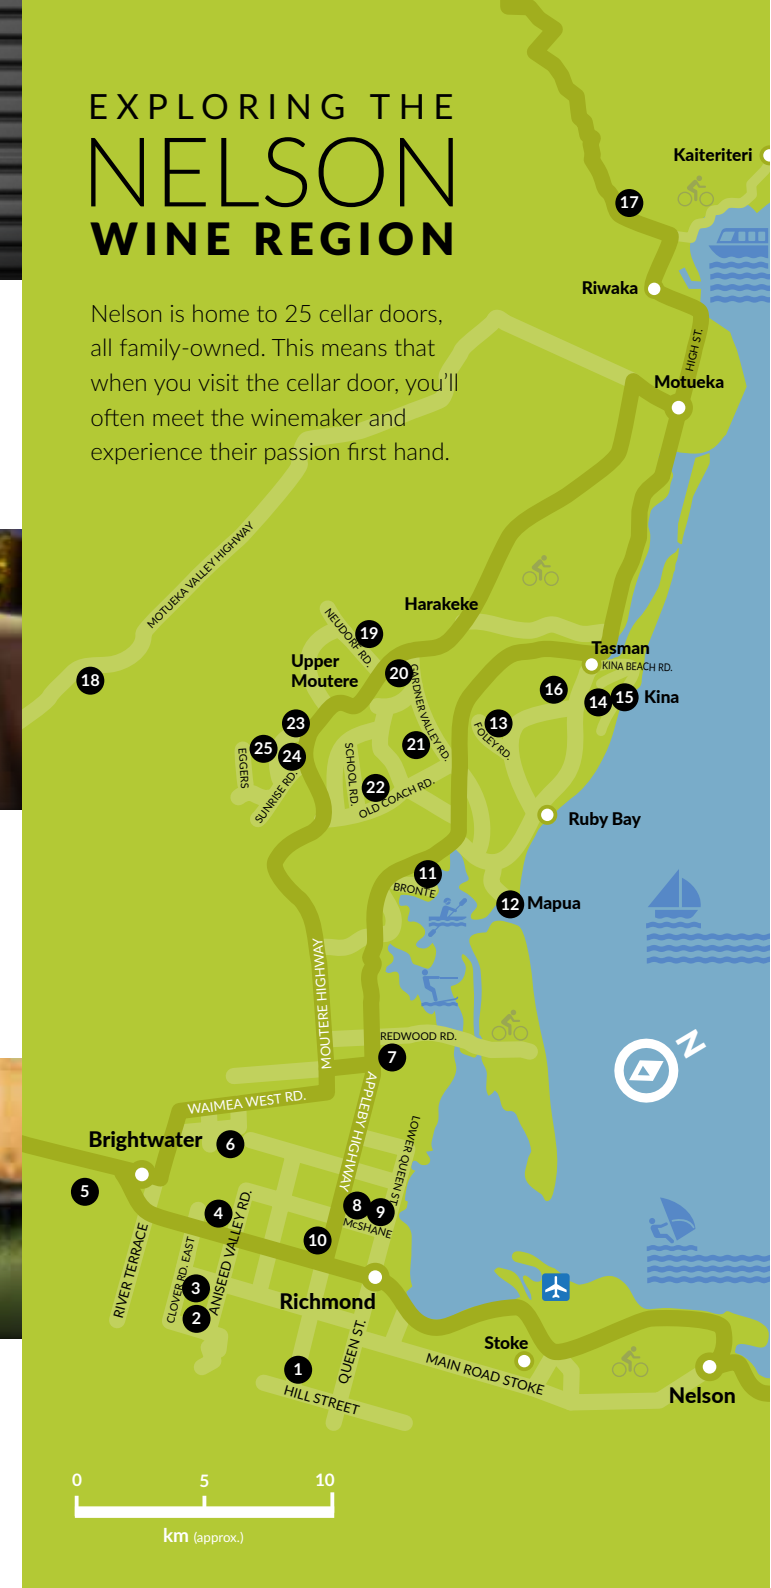 EXPLORING THE
NELSON
WINE REGION
Nelson is home to 25 cellar doors,
all family-owned. This means that
when you visit the cellar door, you'll
often meet the winemaker and
experience their passion first hand.
Kaiteriteri
17
Riwaka
HIGH ST.
Motueka
MOTUEKA VALLEY HIGHWAY
Harakeke
NEUDORF RD.
19
Tasman
KINA BEACH RD.
Upper
Moutere
20
18
GARDNER VALLEY RD.
16
14
15
Kina
23
13
FOLEY RD.
25
24
21
EGGERS
SUNRISE RD.
SCHOOL RD.
22
OLD COACH RD.
Ruby Bay
11
BRONTE
12
Mapua
MOUTERE HIGHWAY
N
REDWOOD RD.
7
WAIMEA WEST RD.
APPLEBY HIGHWAY
LOWER QUEEN ST.
Brightwater
6
5
4
8
9
McSHANE
10
RIVER TERRACE
CLOVER RD. EAST
ANISEED VALLEY RD.
3
2
Richmond
Stoke
QUEEN ST.
MAIN ROAD STOKE
1
HILL STREET
Nelson
0
5
10
km (approx.)